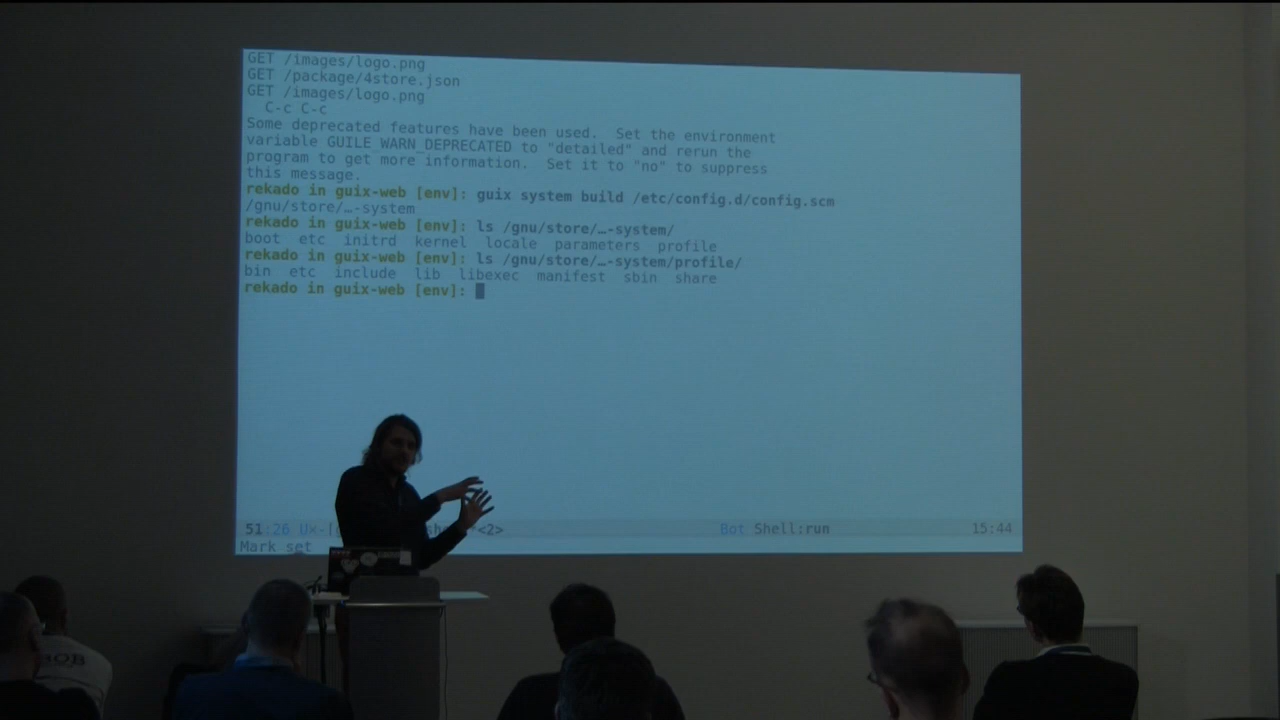 GET /images/logo.png
GET /package/4store.json
GET /images/logo.png
C-c C-c
Some deprecated features have been used.  Set the environment
variable GUILE_WARN_DEPRECATED to "detailed" and rerun the
program to get more information.  Set it to "no" to suppress
this message.
rekado in guix-web [env]: guix system build /etc/config.d/config.scm
/gnu/store/…-system
rekado in guix-web [env]: ls /gnu/store/…-system/
boot  etc  initrd  kernel  locale  parameters  profile
rekado in guix-web [env]: ls /gnu/store/…-system/profile/
bin  etc  include  lib  libexec  manifest  sbin  share
rekado in guix-web [env]:
51:26 Ux-[ <2> Bot Shell:run 15:44
Mark set
BOB